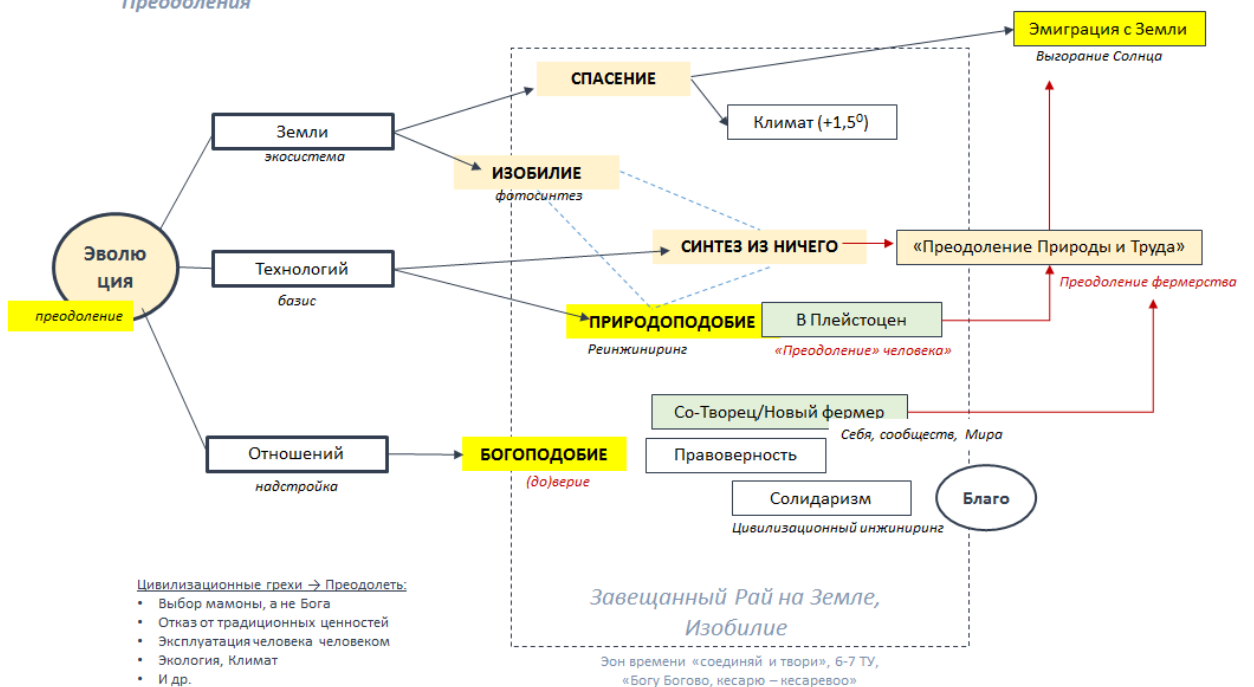 Преодоления
Эмиграция с Земли
Выгорание Солнца
СПАСЕНИЕ
Климат (+1,5⁰)
Земли
экосистема
ИЗОБИЛИЕ
фотосинтез
Эволю
ция
преодоление
СИНТЕЗ ИЗ НИЧЕГО
«Преодоление Природы и Труда»
Преодоление фермерства
Технологий
базис
ПРИРОДОПОДОБИЕ
Реинжиниринг
В Плейстоцен
«Преодоление» человека»
Со-Творец/Новый фермер
Себя, сообществ, Мира
Отношений
надстройка
БОГОПОДОБИЕ
(до)верие
Правоверность
Солидаризм
Цивилизационный инжиниринг
Благо
Цивилизационные грехи → Преодолеть:
• Выбор мамоны, а не Бога
• Отказ от традиционных ценностей
• Эксплуатация человека человеком
• Экология, Климат
• И др.
Завещанный Рай на Земле,
Изобилие
Эон времени «соединяй и твори», 6-7 ТУ,
«Богу Богово, кесарю – кесаревоо»